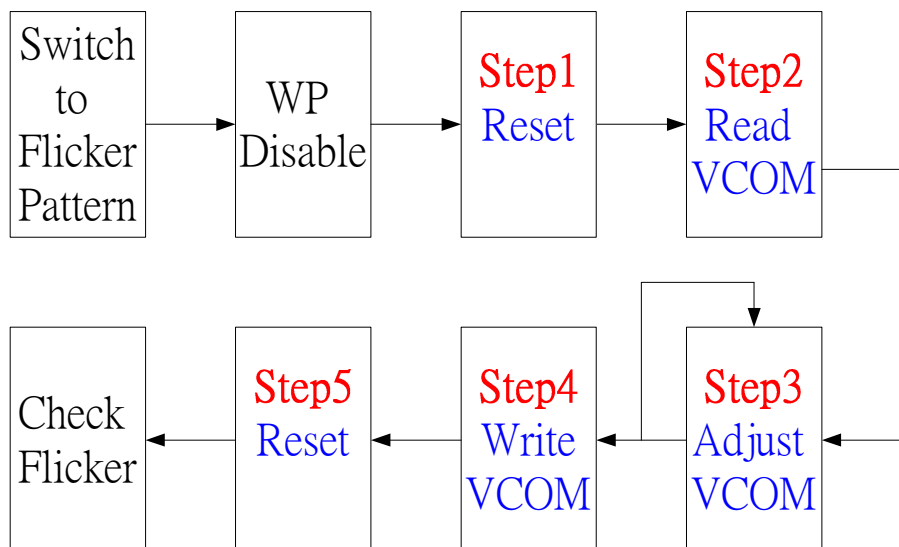 Switch
to
Flicker
Pattern
WP
Disable
Step1
Reset
Step2
Read
VCOM
Step3
Adjust
VCOM
Step4
Write
VCOM
Step5
Reset
Check
Flicker